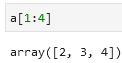 a[1:4]
array([2, 3, 4])